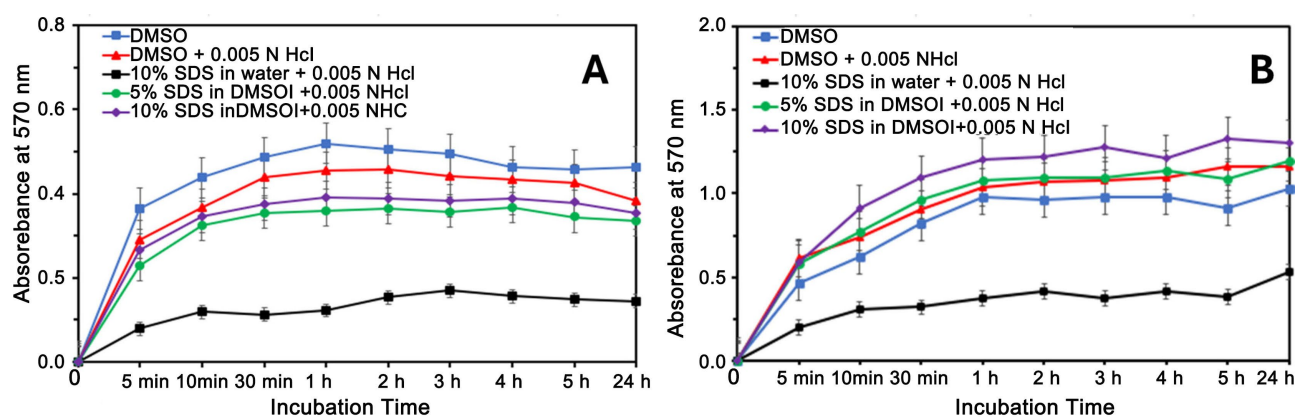 0.8
0.6
0.4
0.5
0.0
Absorebance at 570 nm
DMSO
DMSO + 0.005 N Hcl
10% SDS in water + 0.005 N Hcl
5% SDS in DMSOI +0.005 NHcl
10% SDS inDMSOI+0.005 NHC
A
0 5 min 10min 30 min 1 h 2 h 3 h 4 h 5 h 24 h
Incubation Time
2.0
1.5
1.0
0.5
0.0
Absorebance at 570 nm
DMSO
DMSO + 0.005 NHcl
10% SDS in water + 0.005 N Hcl
5% SDS in DMSOI +0.005 N Hcl
10% SDS in DMSOI+0.005 N Hcl
B
0 5 min 10min 30 min 1 h 2 h 3 h 4 h 5 h 24 h
Incubation Time